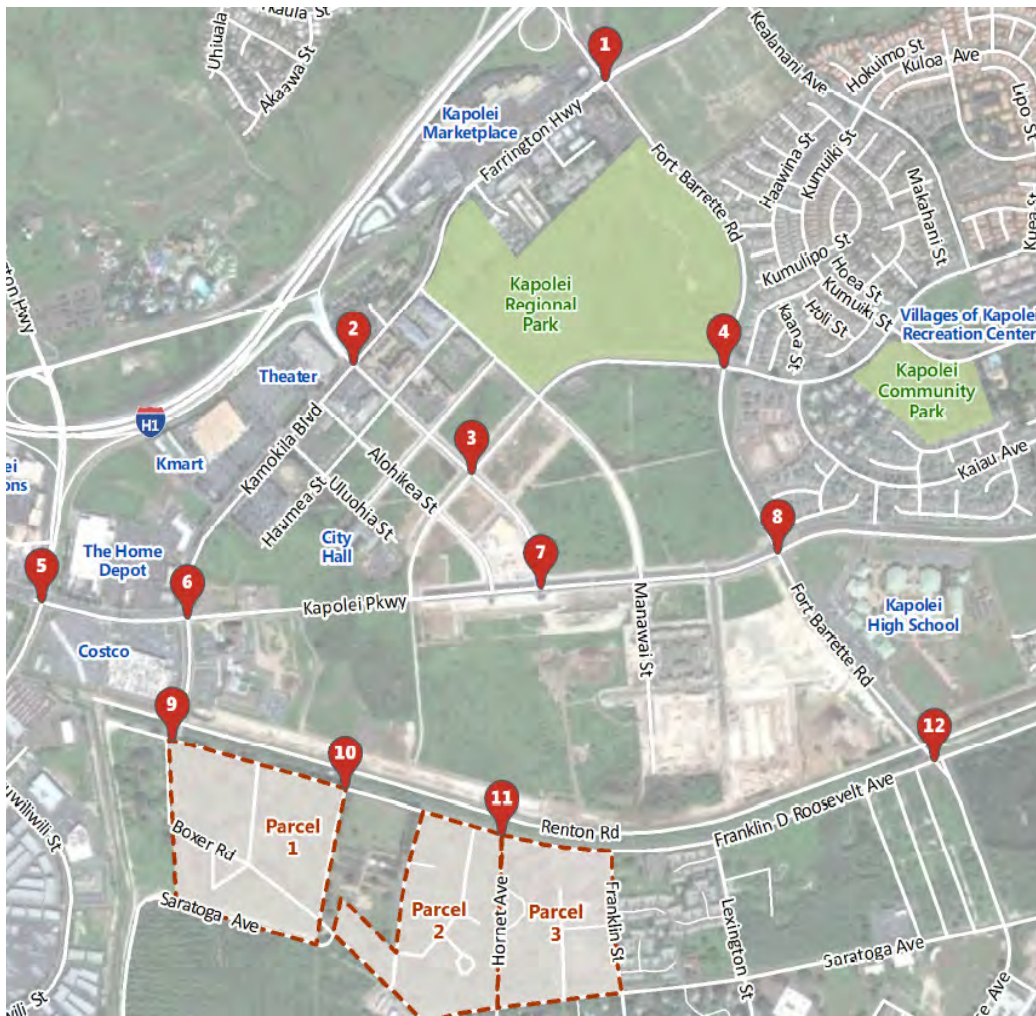 Uhiuala
Akaawa St
1
Kealanani Ave
Hokuimo St
Kuloa Ave
Lipo St
Kapolei
Marketplace
Farrington Hwy
Fort Barrette Rd
Haawina St
Kumuiki St
Makahani St
Kumulipo St
Hoea St
Kumuiki St
Holi St
Kaana St
Kapolei
Regional
Park
Villages of Kapolei
Recreation Center
2
4
Theater
Kapolei
Community
Park
H1
Kmart
Kamokila Blvd
3
Alohikea St
Uluohia St
Haumea St
Kaiau Ave
City
Hall
The Home
Depot
5
6
7
8
Kapolei Pkwy
Manawai St
Fort Barrette Rd
Kapolei
High School
Costco
9
10
11
12
Renton Rd
Franklin D Roosevelt Ave
Boxer Rd
Parcel
1
Saratoga Ave
Parcel
2
Hornet Ave
Parcel
3
Franklin St
Lexington St
Saratoga Ave